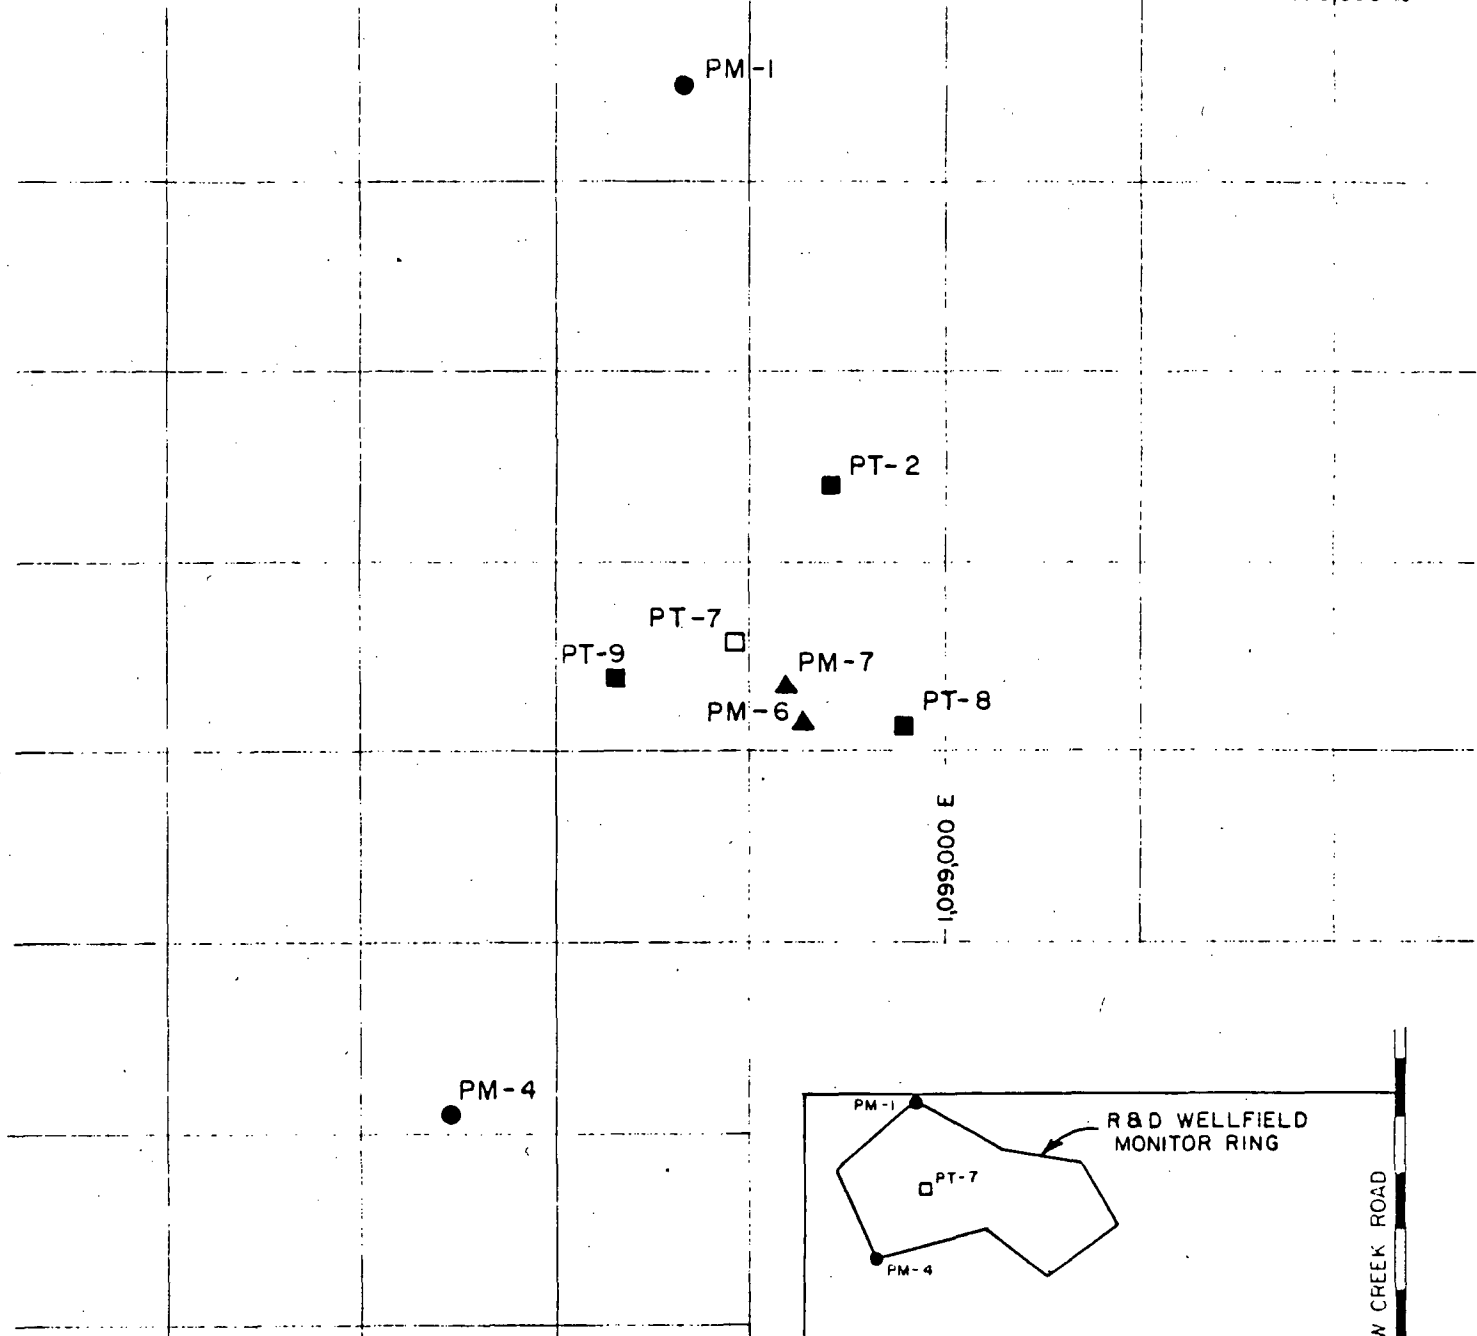 PM-1
PT-2
PT-7
PT-9
PM-7
PM-6
PT-8
1,099,000 E
PM-4
PM-1
R & D WELLFIELD
MONITOR RING
PT-7
PM-4
CREEK ROAD